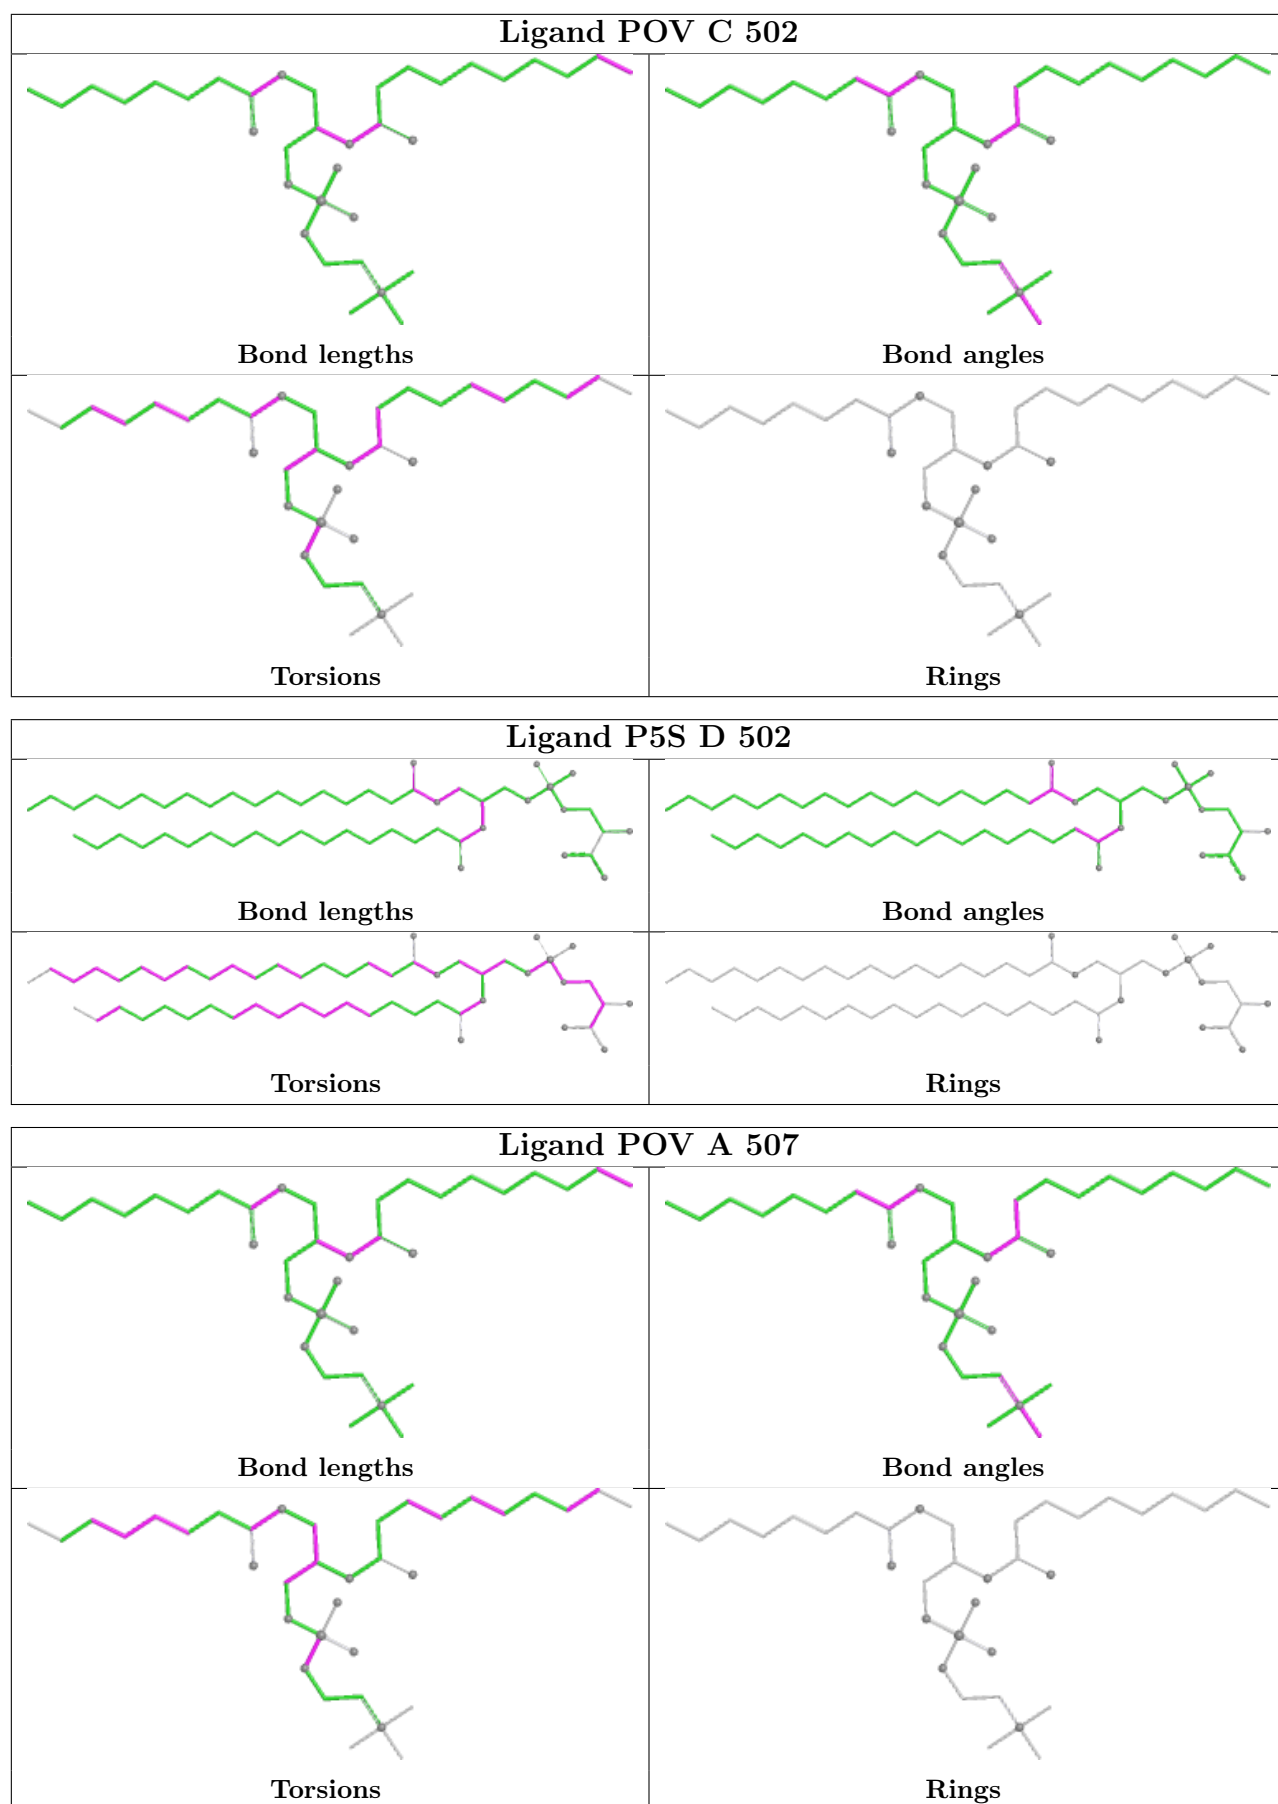 Ligand POV C 502
Bond lengths
Bond angles
Torsions
Rings
Ligand P5S D 502
Bond lengths
Bond angles
Torsions
Rings
Ligand POV A 507
Bond lengths
Bond angles
Torsions
Rings